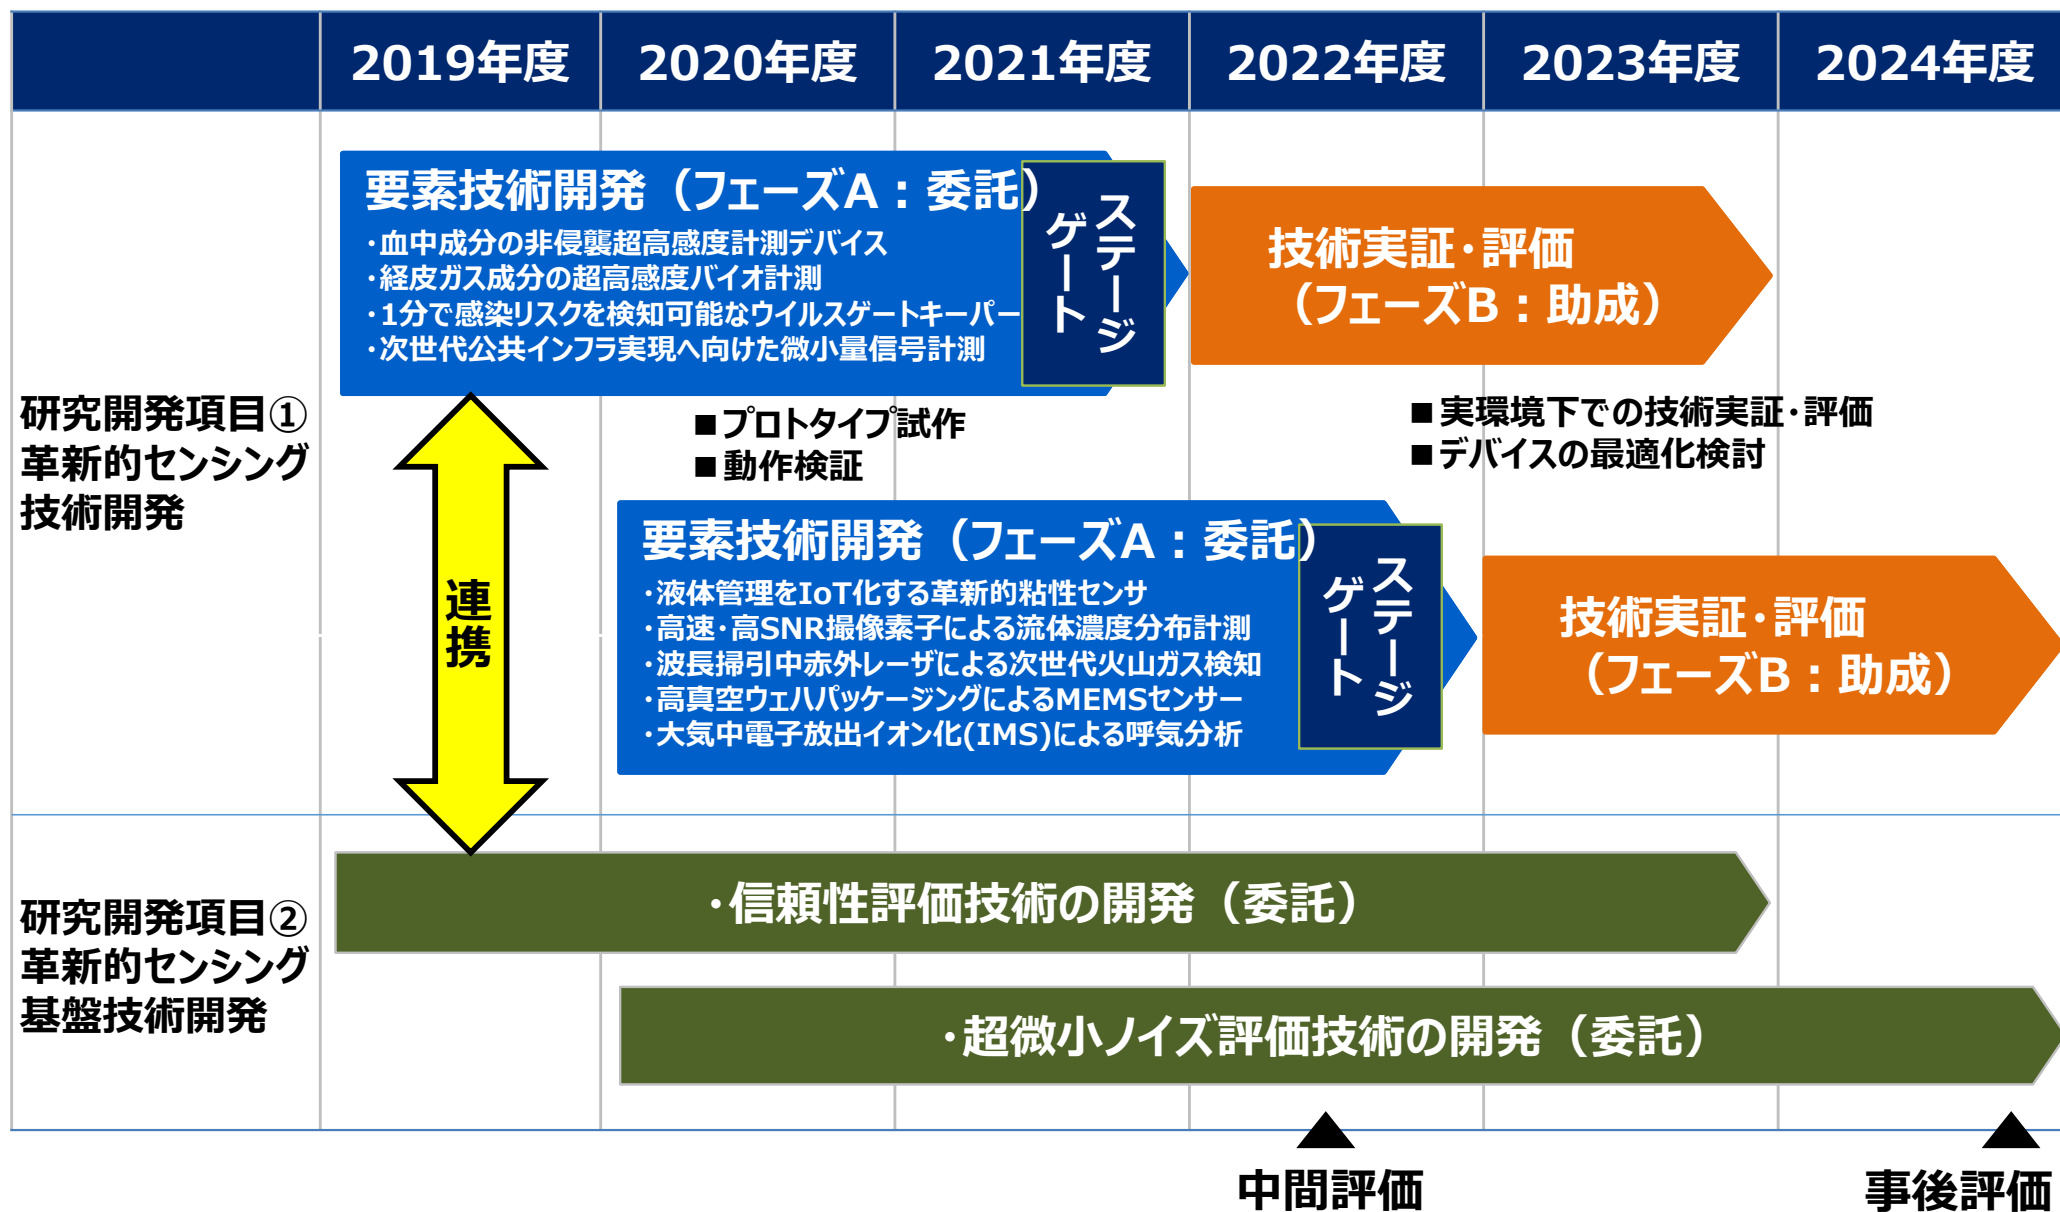 2019年度
2020年度
2021年度
2022年度
2023年度
2024年度
研究開発項目①
革新的センシング
技術開発
要素技術開発（フェーズA：委託）
・血中成分の非侵襲超高感度計測デバイス
・経皮ガス成分の超高感度バイオ計測
・1分で感染リスクを検知可能なウイルスゲートキーパー
・次世代公共インフラ実現へ向けた微小量信号計測
ステージ
ゲート
技術実証・評価
（フェーズB：助成）
■プロトタイプ試作
■動作検証
■実環境下での技術実証・評価
■デバイスの最適化検討
連携
要素技術開発（フェーズA：委託）
・液体管理をIoT化する革新的粘性センサ
・高速・高SNR撮像素子による流体濃度分布計測
・波長掃引中赤外レーザによる次世代火山ガス検知
・高真空ウェハパッケージングによるMEMSセンサー
・大気中電子放出イオン化(IMS)による呼気分析
ステージ
ゲート
技術実証・評価
（フェーズB：助成）
研究開発項目②
革新的センシング
基盤技術開発
・信頼性評価技術の開発（委託）
・超微小ノイズ評価技術の開発（委託）
中間評価
事後評価